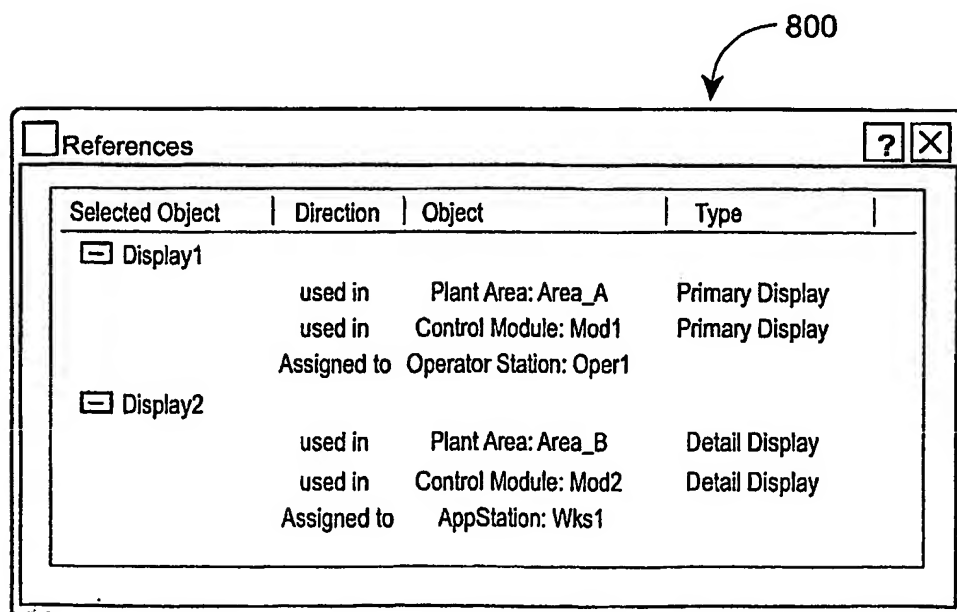 800
References ? X
Selected Object | Direction | Object | Type |
Display1
used in Plant Area: Area_A Primary Display
used in Control Module: Mod1 Primary Display
Assigned to Operator Station: Oper1
Display2
used in Plant Area: Area_B Detail Display
used in Control Module: Mod2 Detail Display
Assigned to AppStation: Wks1